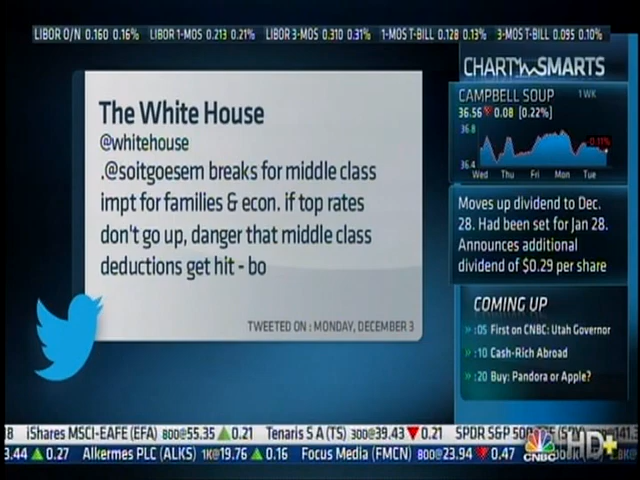 LIBOR O/N 0.160 0.16% LIBOR 1-MOS 0.213 0.21% LIBOR 3-MOS 0.310 0.31% 1-MOS T-BILL 0.128 0.13% 3-MOS T-BILL 0.095 0.10%
The White House
@whitehouse
.@soitgoesem breaks for middle class
impt for families & econ. if top rates
don't go up, danger that middle class
deductions get hit - bo
TWEETED ON : MONDAY, DECEMBER 3
CHART SMARTS
CAMPBELL SOUP 1 WK
36.56 0.08 [0.22%]
36.8
-0.11%
36.4
Wed Thu Fri Mon Tue
Moves up dividend to Dec.
28. Had been set for Jan 28.
Announces additional
dividend of $0.29 per share
COMING UP
» :05 First on CNBC: Utah Governor
» :10 Cash-Rich Abroad
» :20 Buy: Pandora or Apple?
iShares MSCI-EAFE (EFA) 800@55.35 ▲0.21 Tenaris S A (TS) 300@39.43 ▼0.21 SPDR S&P 500
3.44 ▲0.27 Alkermes PLC (ALKS) 1K@19.76 ▲0.16 Focus Media (FMCN) 800@23.94 ▼0.47
CNBC HD+